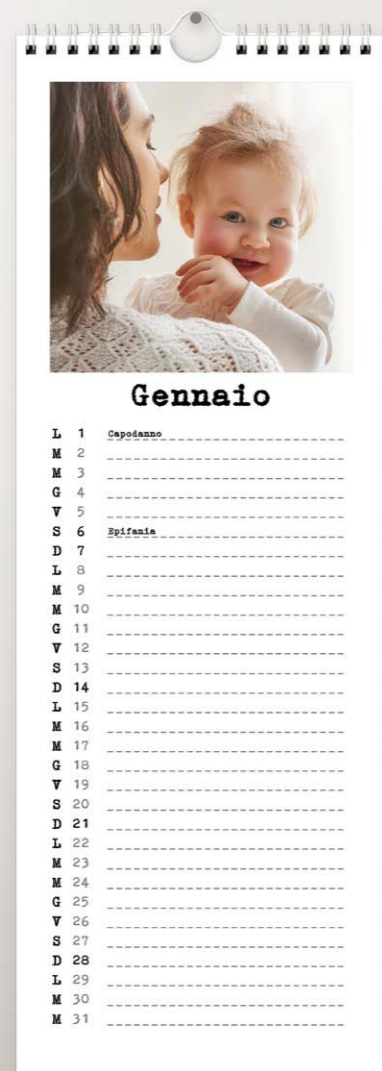 Gennaio
L 1 Capodanno
M 2
M 3
G 4
V 5
S 6 Epifania
D 7
L 8
M 9
M 10
G 11
V 12
S 13
D 14
L 15
M 16
M 17
G 18
V 19
S 20
D 21
L 22
M 23
M 24
G 25
V 26
S 27
D 28
L 29
M 30
M 31